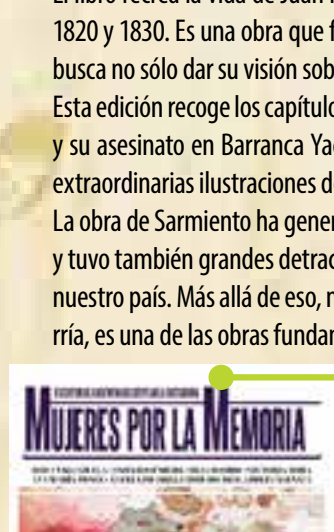 El libro recrea la vida de Juan
1820 y 1830. Es una obra que
busca no sólo dar su visión sob
Esta edición recoge los capítulo
y su asesinato en Barranca Ya
extraordinarias ilustraciones d
La obra de Sarmiento ha gener
y tuvo también grandes detrac
nuestro país. Más allá de eso,
rría, es una de las obras fundar
MUJERES POR LA MEMORIA